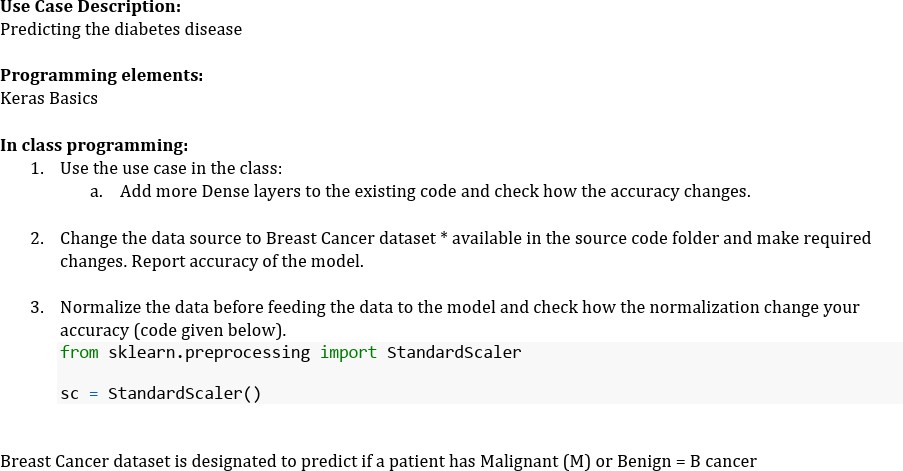 Use Case Description:
Predicting the diabetes disease
Programming elements:
Keras Basics
In class programming:
1. Use the use case in the class:
a. Add more Dense layers to the existing code and check how the accuracy changes.
2. Change the data source to Breast Cancer dataset * available in the source code folder and make required
changes. Report accuracy of the model.
3. Normalize the data before feeding the data to the model and check how the normalization change your
accuracy (code given below).
from sklearn.preprocessing import StandardScaler
sc = StandardScaler()
Breast Cancer dataset is designated to predict if a patient has Malignant (M) or Benign = B cancer